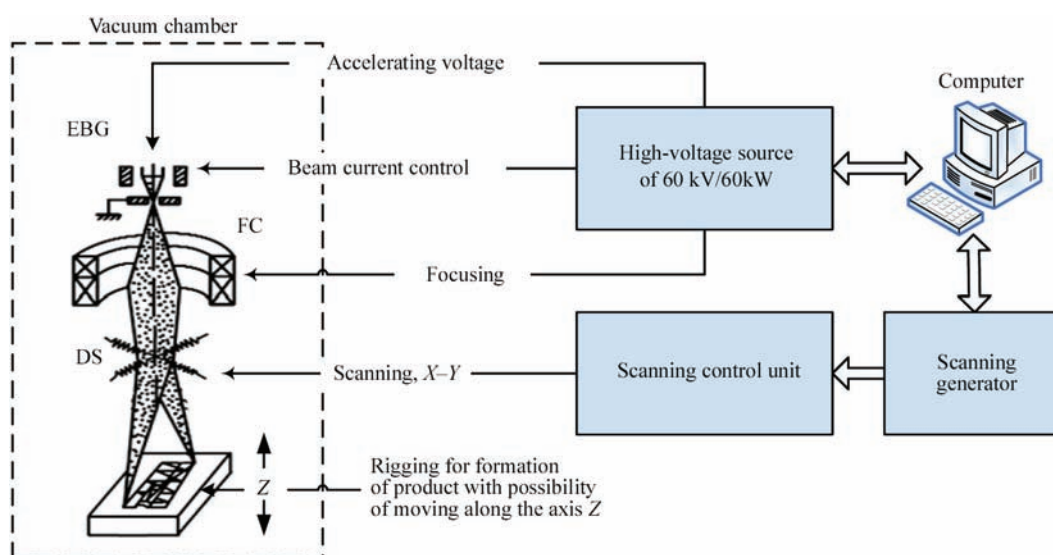 Vacuum chamber
Accelerating voltage
Computer
EBG
Beam current control
High-voltage source
of 60 kV/60kW
FC
Focusing
DS
Scanning, X–Y
Scanning control unit
Scanning
generator
Z
Rigging for formation
of product with possibility
of moving along the axis Z